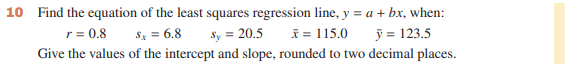 10 Find the equation of the least squares regression line, y = a + bx, when:
r = 0.8 sₓ = 6.8 sᵧ = 20.5 x̄ = 115.0 ȳ = 123.5
Give the values of the intercept and slope, rounded to two decimal places.